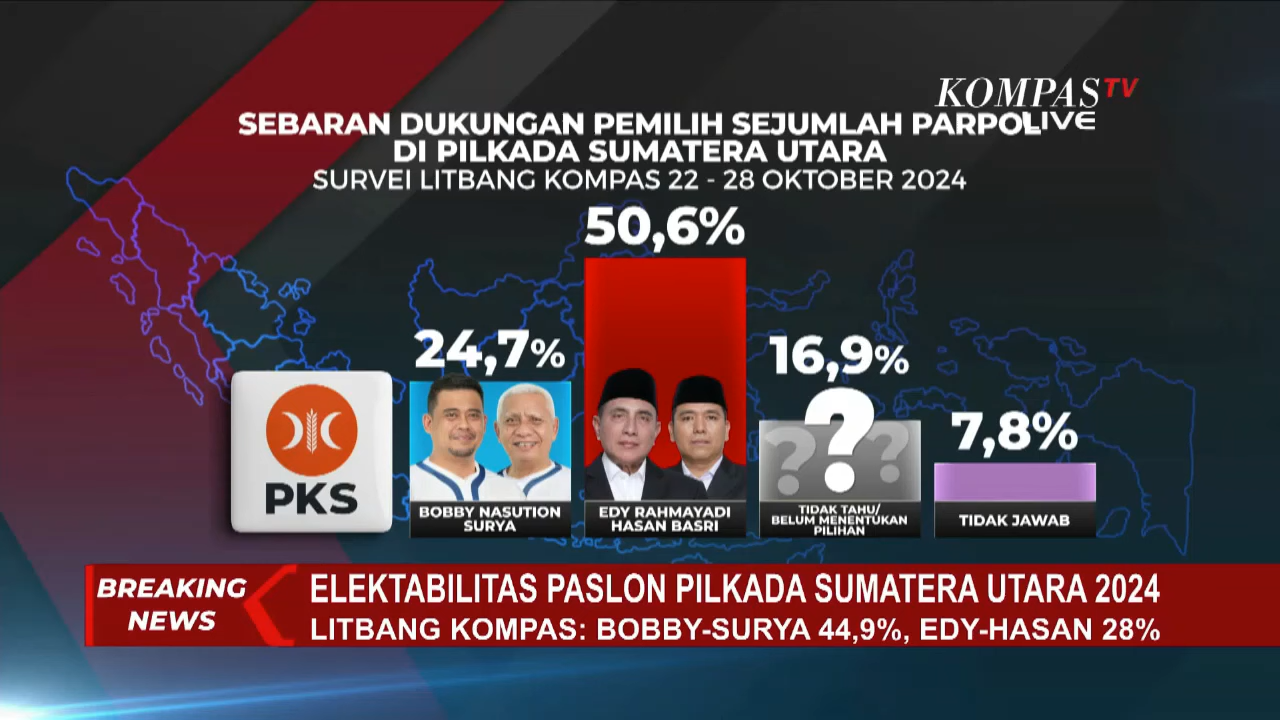 KOMPAS TV
LIVE
SEBARAN DUKUNGAN PEMILIH SEJUMLAH PARPOL
DI PILKADA SUMATERA UTARA
SURVEI LITBANG KOMPAS 22 - 28 OKTOBER 2024
PKS
24,7%
BOBBY NASUTION
SURYA
50,6%
EDY RAHMAYADI
HASAN BASRI
16,9%
? ? ?
TIDAK TAHU/
BELUM MENENTUKAN
PILIHAN
7,8%
TIDAK JAWAB
BREAKING
NEWS
ELEKTABILITAS PASLON PILKADA SUMATERA UTARA 2024
LITBANG KOMPAS: BOBBY-SURYA 44,9%, EDY-HASAN 28%